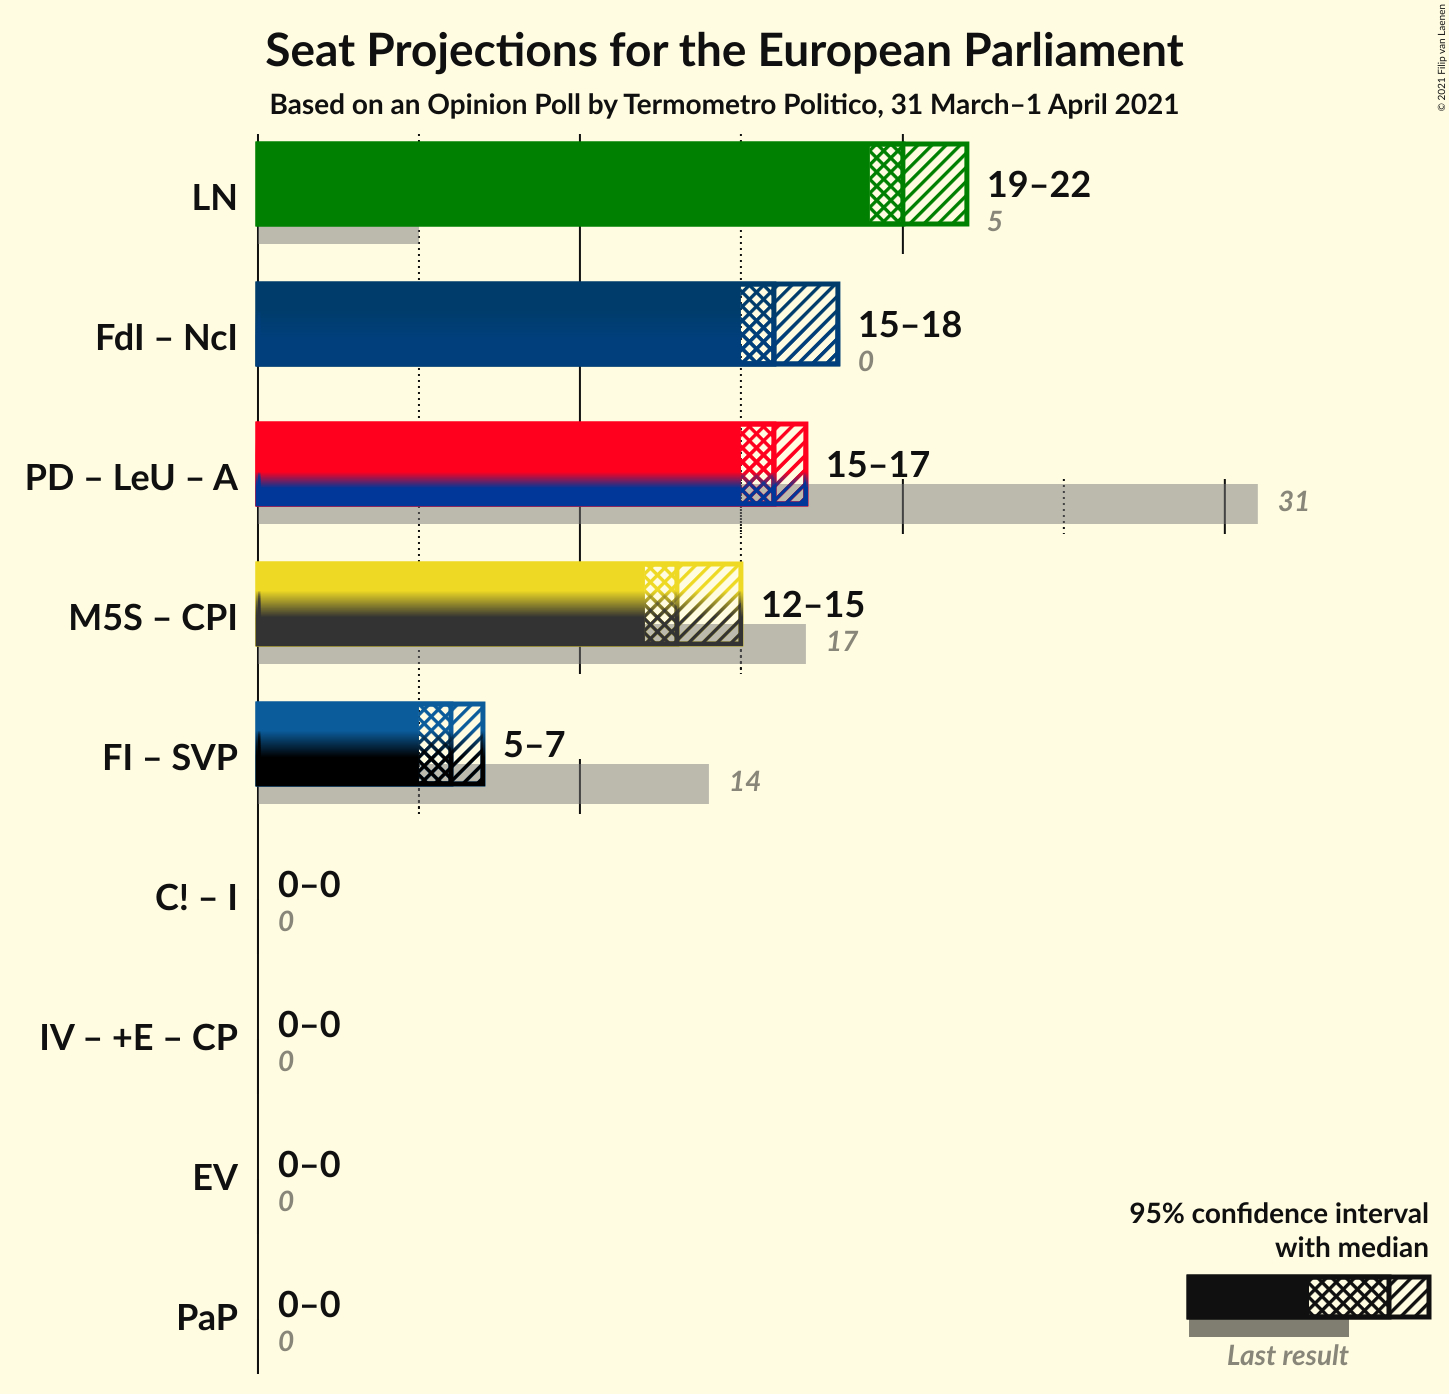 Seat Projections for the European Parliament
Based on an Opinion Poll by Termometro Politico, 31 March–1 April 2021
© 2021 Filip van Laenen
LN
19–22
5
FdI – NcI
15–18
0
PD – LeU – A
15–17
31
M5S – CPI
12–15
17
FI – SVP
5–7
14
C! – I
0–0
0
IV – +E – CP
0–0
0
EV
0–0
0
PaP
0–0
0
95% confidence interval
with median
Last result